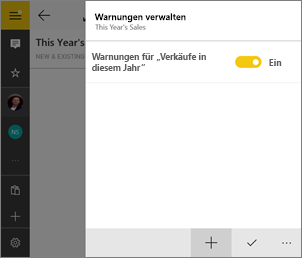 Warnungen verwalten
This Year's Sales
This Year's
NEW & EXISTING
Warnungen für „Verkäufe in
diesem Jahr“
Ein
NS